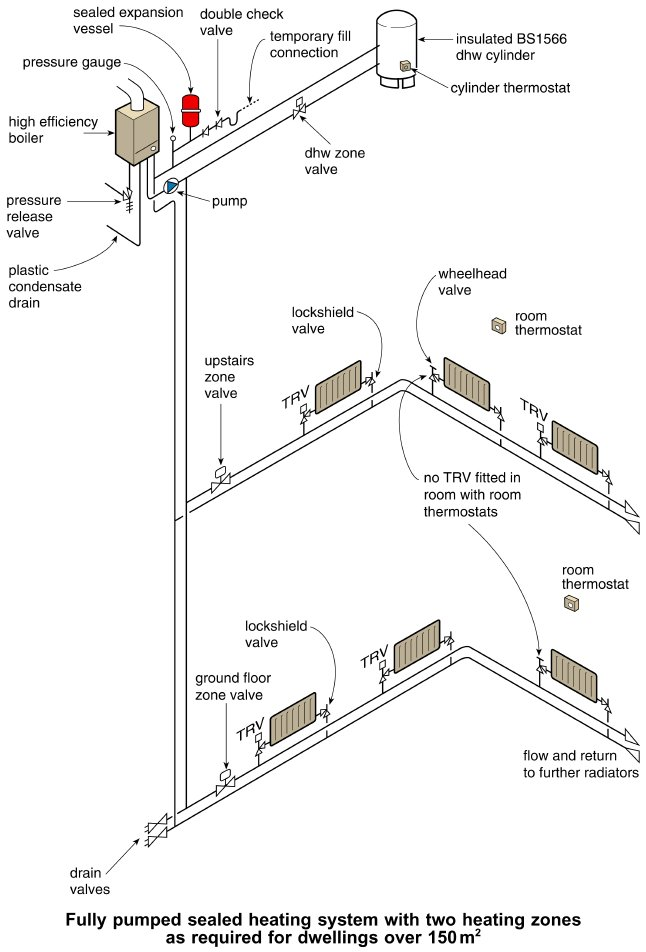 sealed expansion
vessel
double check
valve
temporary fill
connection
pressure gauge
insulated BS1566
dhw cylinder
cylinder thermostat
high efficiency
boiler
dhw zone
valve
pump
pressure
release
valve
plastic
condensate
drain
wheelhead
valve
lockshield
valve
room
thermostat
upstairs
zone
valve
TRV
TRV
no TRV fitted in
room with room
thermostats
room
thermostat
lockshield
valve
TRV
ground floor
zone valve
TRV
flow and return
to further radiators
drain
valves
Fully pumped sealed heating system with two heating zones
as required for dwellings over 150m²